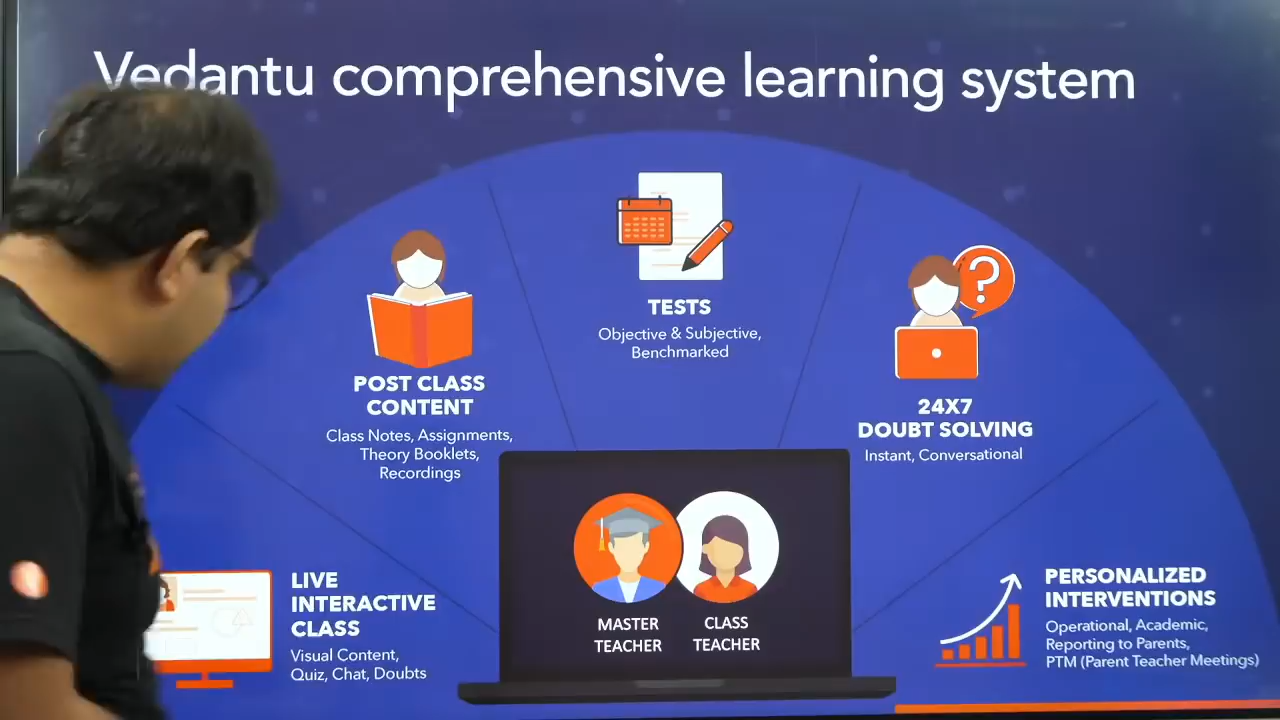 Vedantu comprehensive learning system
TESTS
Objective & Subjective,
Benchmarked
POST CLASS
CONTENT
Class Notes, Assignments,
Theory Booklets,
Recordings
24X7
DOUBT SOLVING
Instant, Conversational
LIVE
INTERACTIVE
CLASS
Visual Content,
Quiz, Chat, Doubts
MASTER
TEACHER
CLASS
TEACHER
PERSONALIZED
INTERVENTIONS
Operational, Academic,
Reporting to Parents,
PTM (Parent Teacher Meetings)